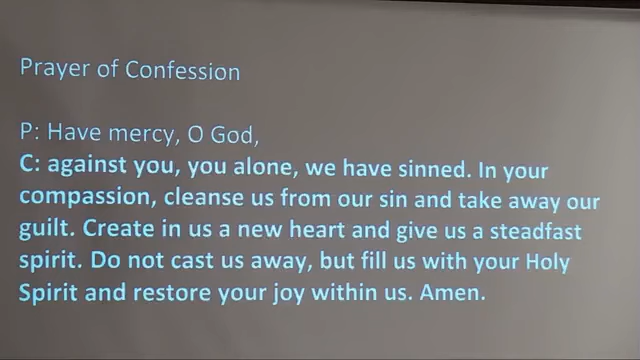 Prayer of Confession
P: Have mercy, O God,
C: against you, you alone, we have sinned. In your
compassion, cleanse us from our sin and take away our
guilt. Create in us a new heart and give us a steadfast
spirit. Do not cast us away, but fill us with your Holy
Spirit and restore your joy within us. Amen.